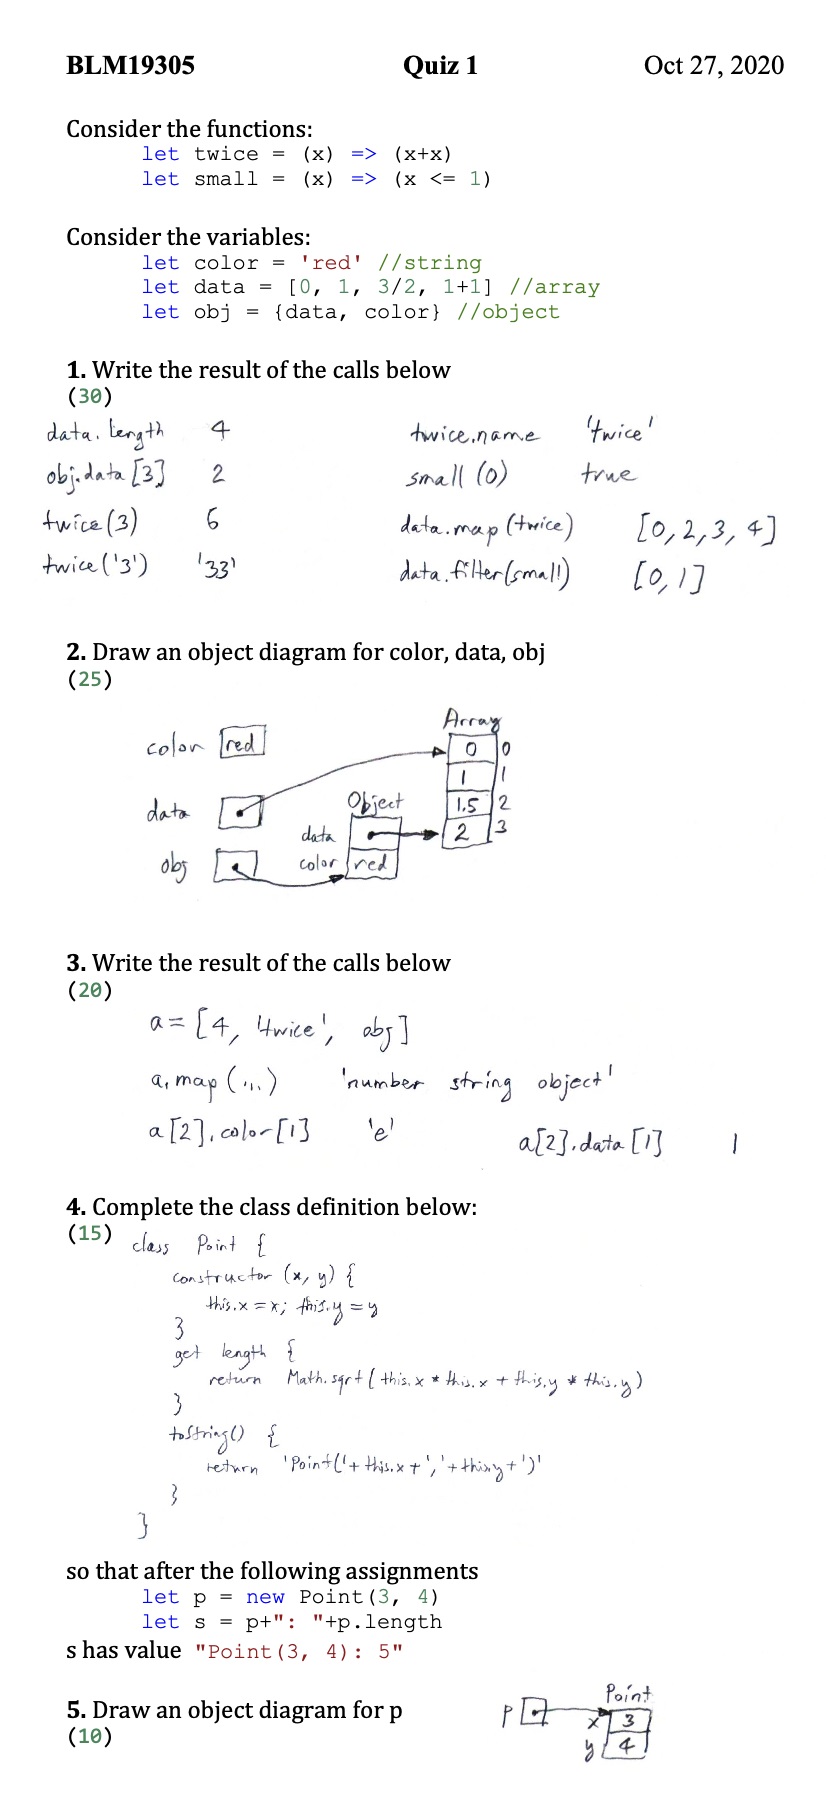 BLM19305 Quiz 1 Oct 27, 2020
Consider the functions:
let twice = (x) => (x+x)
let small = (x) => (x <= 1)
Consider the variables:
let color = 'red' //string
let data = [0, 1, 3/2, 1+1] //array
let obj = {data, color} //object
1. Write the result of the calls below
(30)
data.length 4 twice.name 'twice'
obj.data[3] 2 small(0) true
twice(3) 6 data.map(twice) [0,2,3,4]
twice('3') '33' data.filter(small) [0,1]
2. Draw an object diagram for color, data, obj
(25)
Array
color red 0 0
1 1
data Object 1.5 2
data 2 3
obj color red
3. Write the result of the calls below
(20)
a = [4, 'twice', obj]
a.map(...) 'number string object'
a[2].color[1] 'e' a[2].data[1] 1
4. Complete the class definition below:
(15) class Point {
constructor (x, y) {
this.x = x; this.y = y
}
get length {
return Math.sqrt(this.x * this.x + this.y * this.y)
}
toString() {
return 'Point('+this.x+','+this.y+')'
}
}
so that after the following assignments
let p = new Point(3, 4)
let s = p+": "+p.length
s has value "Point(3, 4): 5"
5. Draw an object diagram for p
(10)
Point
p x 3
y 4